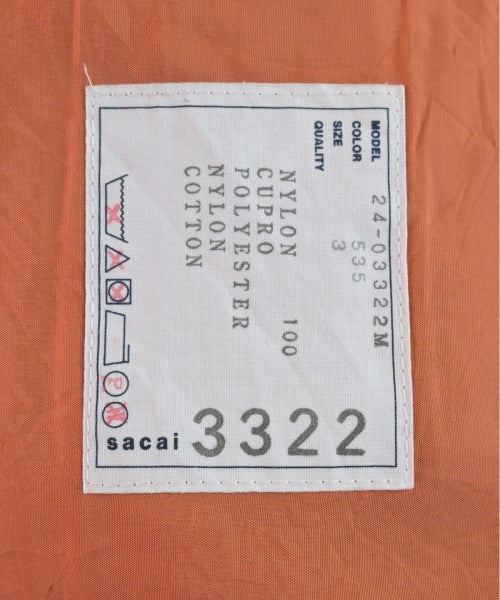 MODEL 24-03322M
COLOR 535
SIZE 3
QUALITY
NYLON 100
CUPRO
POLYESTER
NYLON
COTTON
P
sacai 3322